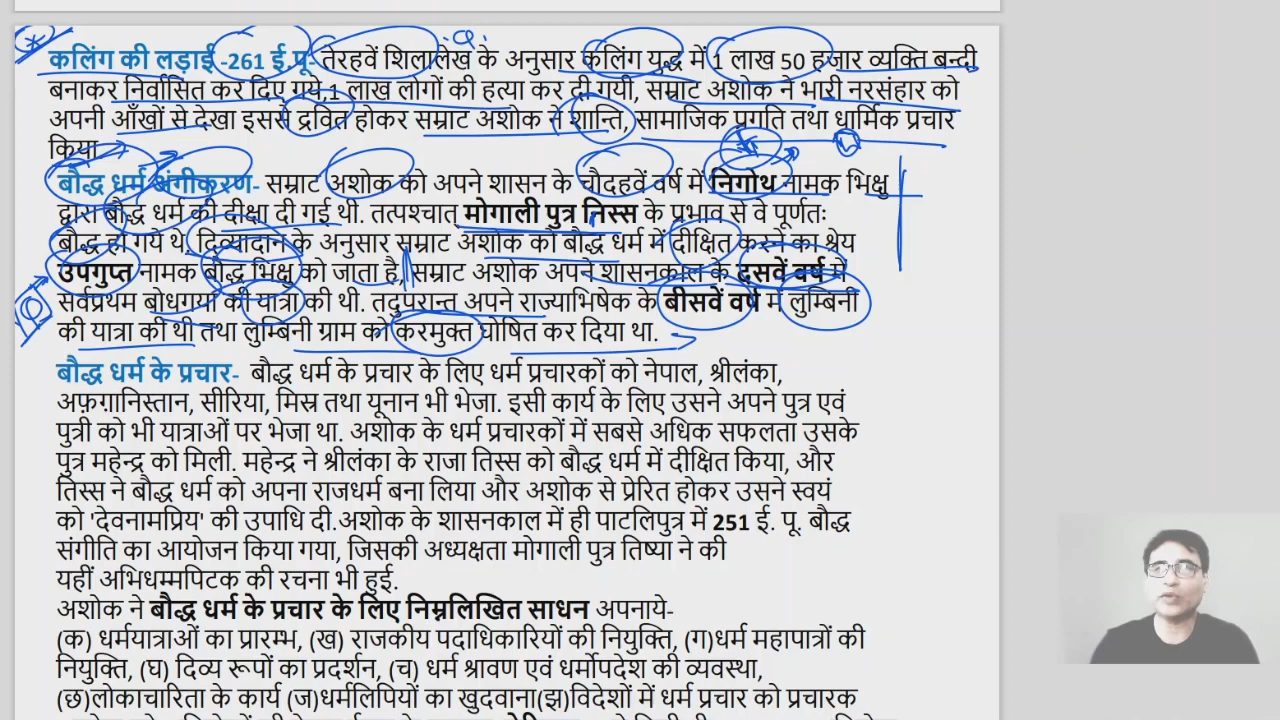 कलिंग की लड़ाई -261 ई.पू- तेरहवें शिलालेख के अनुसार कलिंग युद्ध में 1 लाख 50 हजार व्यक्ति बन्दी
बनाकर निर्वासित कर दिए गये,1 लाख लोगों की हत्या कर दी गयी, सम्राट अशोक ने भारी नरसंहार को
अपनी आँखों से देखा इससे द्रवित होकर सम्राट अशोक ने शान्ति, सामाजिक प्रगति तथा धार्मिक प्रचार
किया
बौद्ध धर्म अंगीकरण- सम्राट अशोक को अपने शासन के चौदहवें वर्ष में निगोथ नामक भिक्षु
द्वारा बौद्ध धर्म की दीक्षा दी गई थी. तत्पश्चात् मोगाली पुत्र निस्स के प्रभाव से वे पूर्णतः
बौद्ध हो गये थे. दिव्यादान के अनुसार सम्राट अशोक को बौद्ध धर्म में दीक्षित करने का श्रेय
उपगुप्त नामक बौद्ध भिक्षु को जाता है, सम्राट अशोक अपने शासनकाल के दसवें वर्ष में
सर्वप्रथम बोधगया की यात्रा की थी. तदुपरान्त अपने राज्याभिषेक के बीसवें वर्ष में लुम्बिनी
की यात्रा की थी तथा लुम्बिनी ग्राम को करमुक्त घोषित कर दिया था.
बौद्ध धर्म के प्रचार- बौद्ध धर्म के प्रचार के लिए धर्म प्रचारकों को नेपाल, श्रीलंका,
अफ़ग़ानिस्तान, सीरिया, मिस्र तथा यूनान भी भेजा. इसी कार्य के लिए उसने अपने पुत्र एवं
पुत्री को भी यात्राओं पर भेजा था. अशोक के धर्म प्रचारकों में सबसे अधिक सफलता उसके
पुत्र महेन्द्र को मिली. महेन्द्र ने श्रीलंका के राजा तिस्स को बौद्ध धर्म में दीक्षित किया, और
तिस्स ने बौद्ध धर्म को अपना राजधर्म बना लिया और अशोक से प्रेरित होकर उसने स्वयं
को 'देवनामप्रिय' की उपाधि दी.अशोक के शासनकाल में ही पाटलिपुत्र में 251 ई. पू. बौद्ध
संगीति का आयोजन किया गया, जिसकी अध्यक्षता मोगाली पुत्र तिष्या ने की
यहीं अभिधम्मपिटक की रचना भी हुई.
अशोक ने बौद्ध धर्म के प्रचार के लिए निम्नलिखित साधन अपनाये-
(क) धर्मयात्राओं का प्रारम्भ, (ख) राजकीय पदाधिकारियों की नियुक्ति, (ग)धर्म महापात्रों की
नियुक्ति, (घ) दिव्य रूपों का प्रदर्शन, (च) धर्म श्रावण एवं धर्मोपदेश की व्यवस्था,
(छ)लोकाचारिता के कार्य (ज)धर्मलिपियों का खुदवाना(झ)विदेशों में धर्म प्रचार को प्रचारक